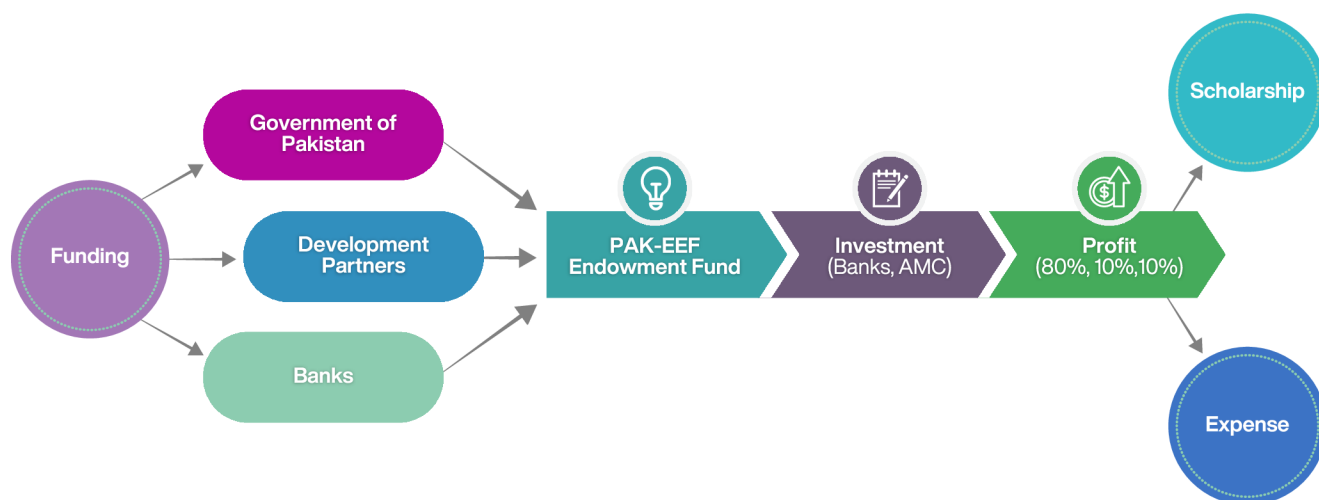 Funding
Government of
Pakistan
Development
Partners
Banks
PAK-EEF
Endowment Fund
Investment
(Banks, AMC)
Profit
(80%, 10%,10%)
Scholarship
Expense